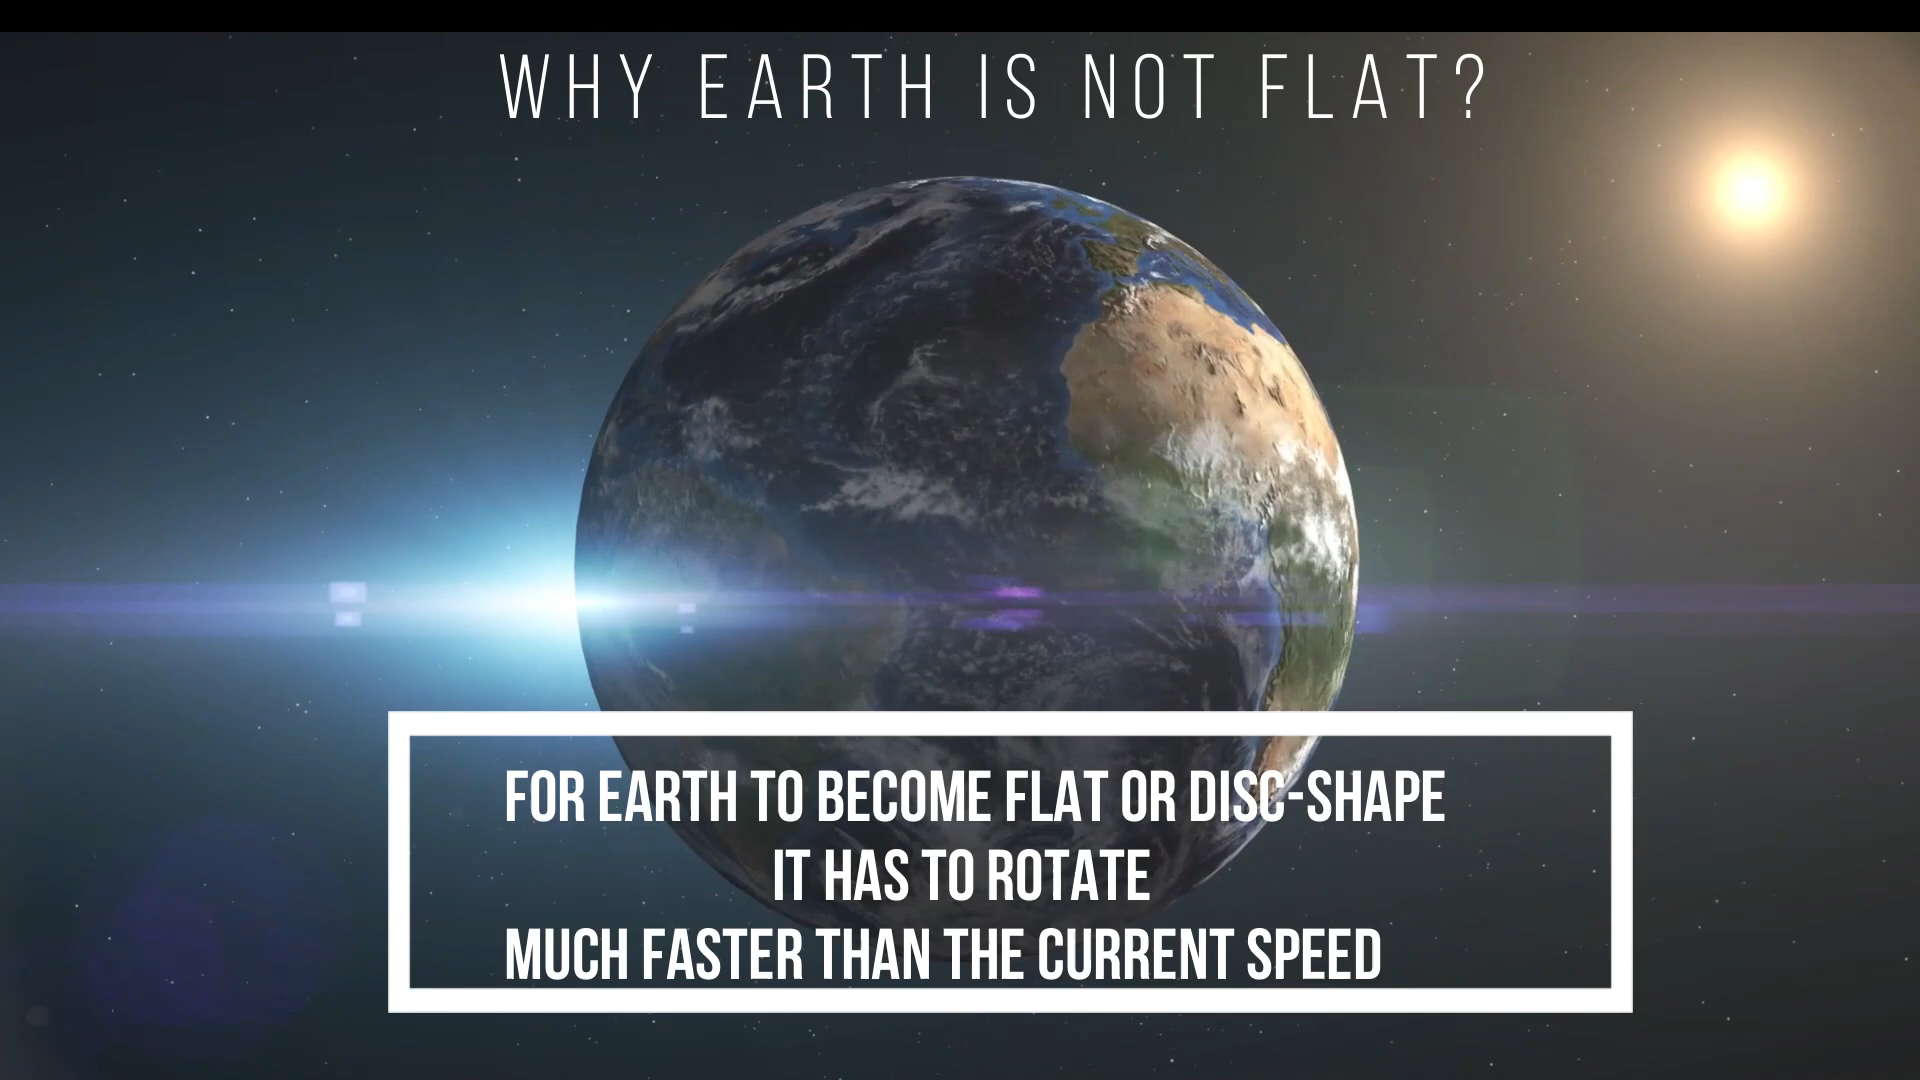 WHY EARTH IS NOT FLAT?
FOR EARTH TO BECOME FLAT OR DISC-SHAPE
IT HAS TO ROTATE
MUCH FASTER THAN THE CURRENT SPEED